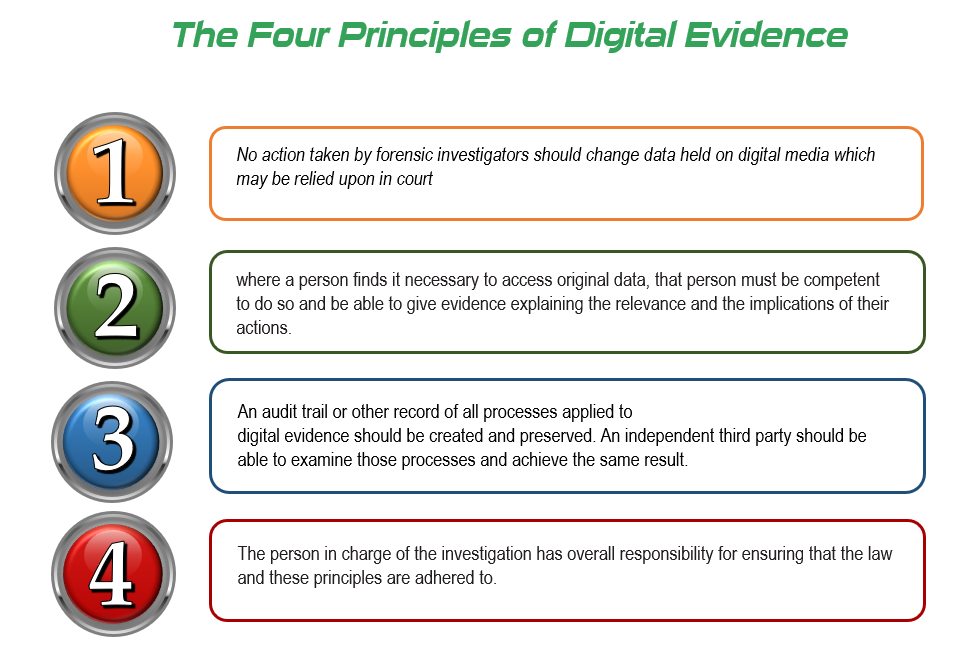 The Four Principles of Digital Evidence
1
No action taken by forensic investigators should change data held on digital media which
may be relied upon in court
2
where a person finds it necessary to access original data, that person must be competent
to do so and be able to give evidence explaining the relevance and the implications of their
actions.
3
An audit trail or other record of all processes applied to
digital evidence should be created and preserved. An independent third party should be
able to examine those processes and achieve the same result.
4
The person in charge of the investigation has overall responsibility for ensuring that the law
and these principles are adhered to.